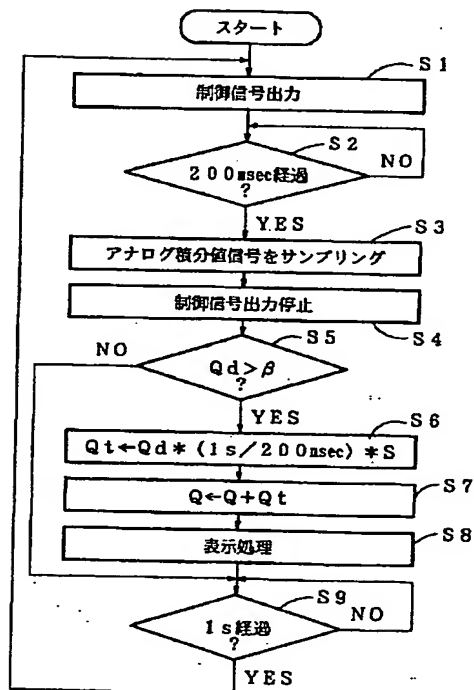 スタート
S1
制御信号出力
S2
200msec経過
?
NO
YES
S3
アナログ積分値信号をサンプリング
制御信号出力停止
S4
S5
NO
Qd>β
?
YES
S6
Qt←Qd*(1s/200msec)*S
S7
Q←Q+Qt
S8
表示処理
S9
NO
1s経過
?
YES